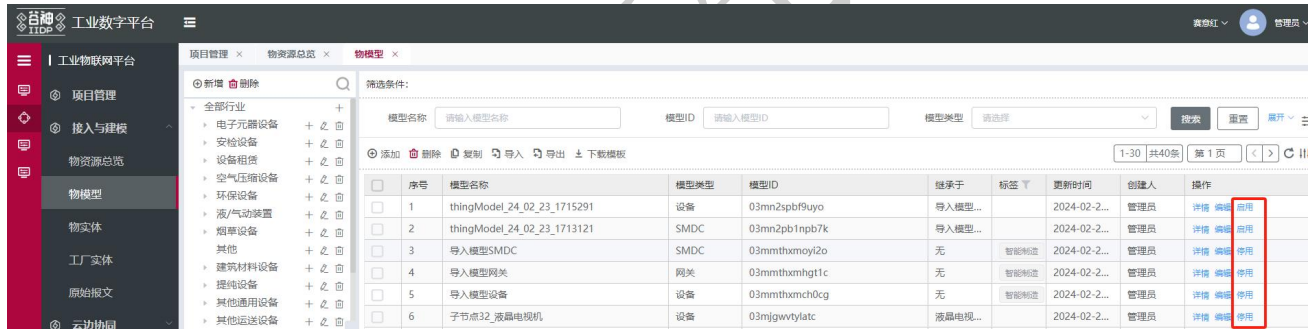 谷神 IIDP 工业数字平台 赛意红 管理员
工业物联网平台
项目管理
接入与建模
物资源总览
物模型
物实体
工厂实体
原始报文
云边协同
项目管理 × 物资源总览 × 物模型 ×
新增 删除
全部行业
电子元器设备
安检设备
设备租赁
空气压缩设备
环保设备
液/气动装置
烟草设备
其他
建筑材料设备
提纯设备
其他通用设备
其他运送设备
筛选条件:
模型名称 请输入模型名称 模型ID 请输入模型ID 模型类型 请选择 搜索 重置 展开
添加 删除 复制 导入 导出 下载模板 1-30 共40条 第1页
序号 模型名称 模型类型 模型ID 继承于 标签 更新时间 创建人 操作
1 thingModel_24_02_23_1715291 设备 03mn2spbf9uyo 导入模型... 2024-02-2... 管理员 详情 编辑 启用
2 thingModel_24_02_23_1713121 SMDC 03mn2pb1npb7k 导入模型... 2024-02-2... 管理员 详情 编辑 启用
3 导入模型SMDC SMDC 03mmthxmoyi2o 无 智能制造 2024-02-2... 管理员 详情 编辑 停用
4 导入模型网关 网关 03mmthxmhgt1c 无 智能制造 2024-02-2... 管理员 详情 编辑 停用
5 导入模型设备 设备 03mmthxmch0cg 无 智能制造 2024-02-2... 管理员 详情 编辑 停用
6 子节点32_液晶电视机 设备 03mjgwvtylatc 液晶电视... 2024-02-2... 管理员 详情 编辑 停用